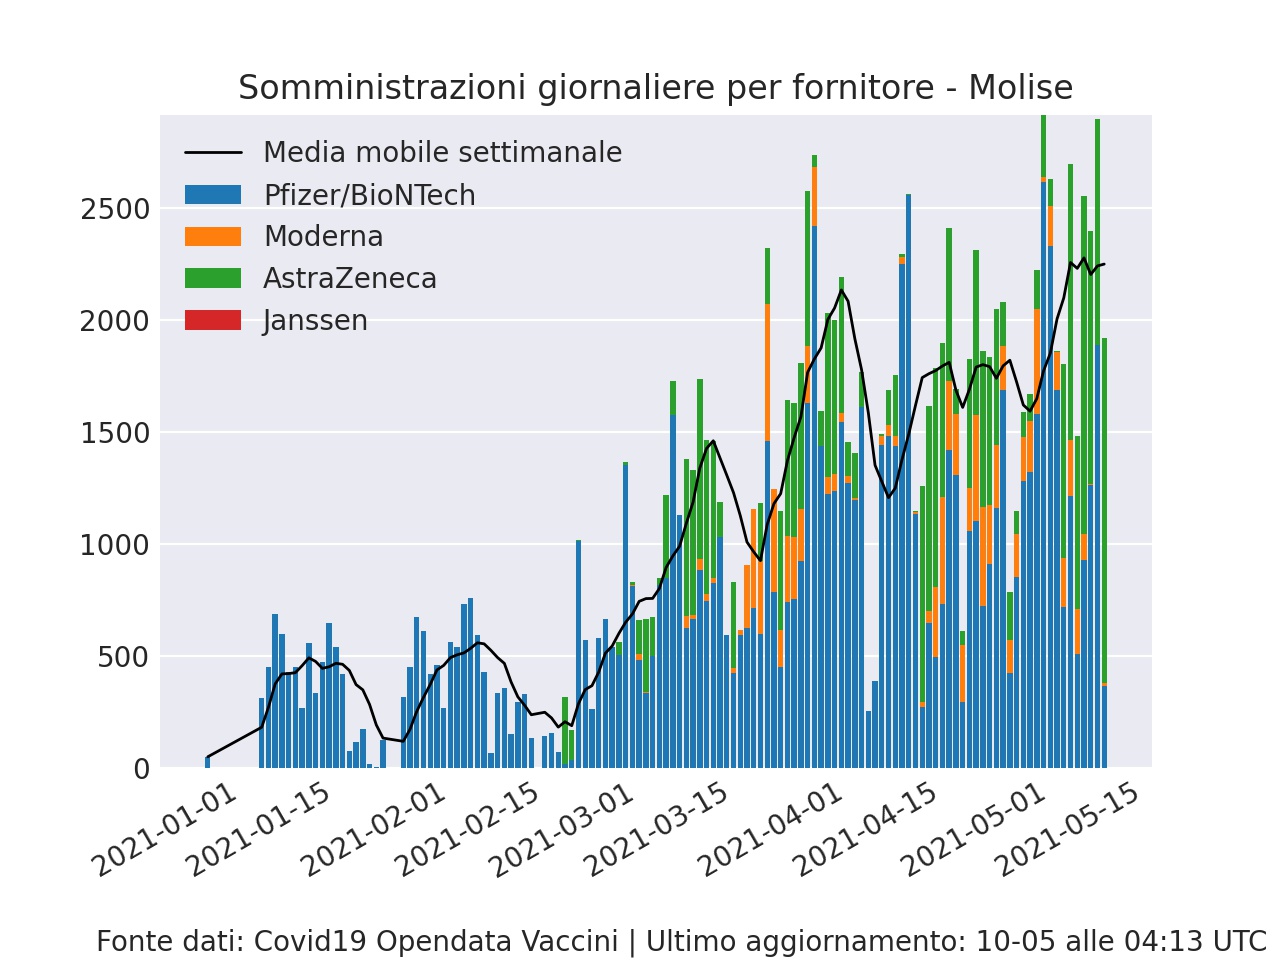 Somministrazioni giornaliere per fornitore - Molise
Media mobile settimanale
Pfizer/BioNTech
Moderna
AstraZeneca
Janssen
2500
2000
1500
1000
500
0
2021-01-01
2021-01-15
2021-02-01
2021-02-15
2021-03-01
2021-03-15
2021-04-01
2021-04-15
2021-05-01
2021-05-15
Fonte dati: Covid19 Opendata Vaccini | Ultimo aggiornamento: 10-05 alle 04:13 UTC